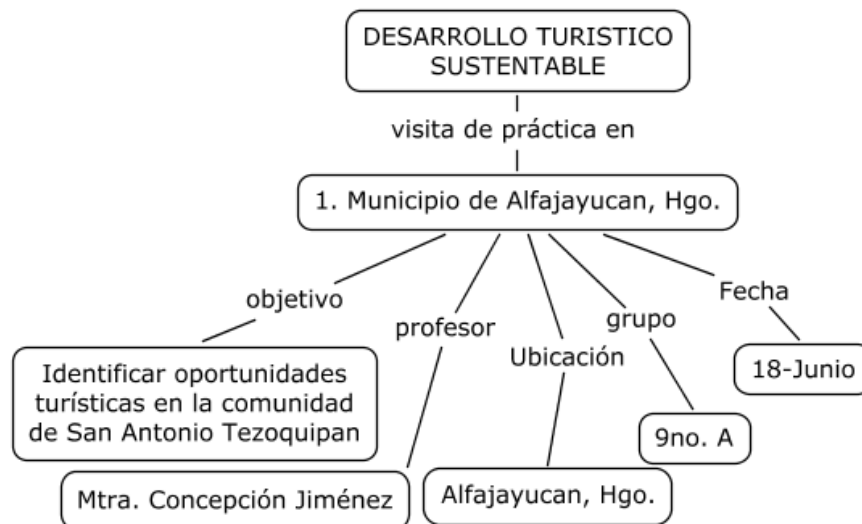 DESARROLLO TURISTICO
SUSTENTABLE
visita de práctica en
1. Municipio de Alfajayucan, Hgo.
objetivo
profesor
Ubicación
grupo
Fecha
Identificar oportunidades
turísticas en la comunidad
de San Antonio Tezoquipan
Mtra. Concepción Jiménez
Alfajayucan, Hgo.
9no. A
18-Junio